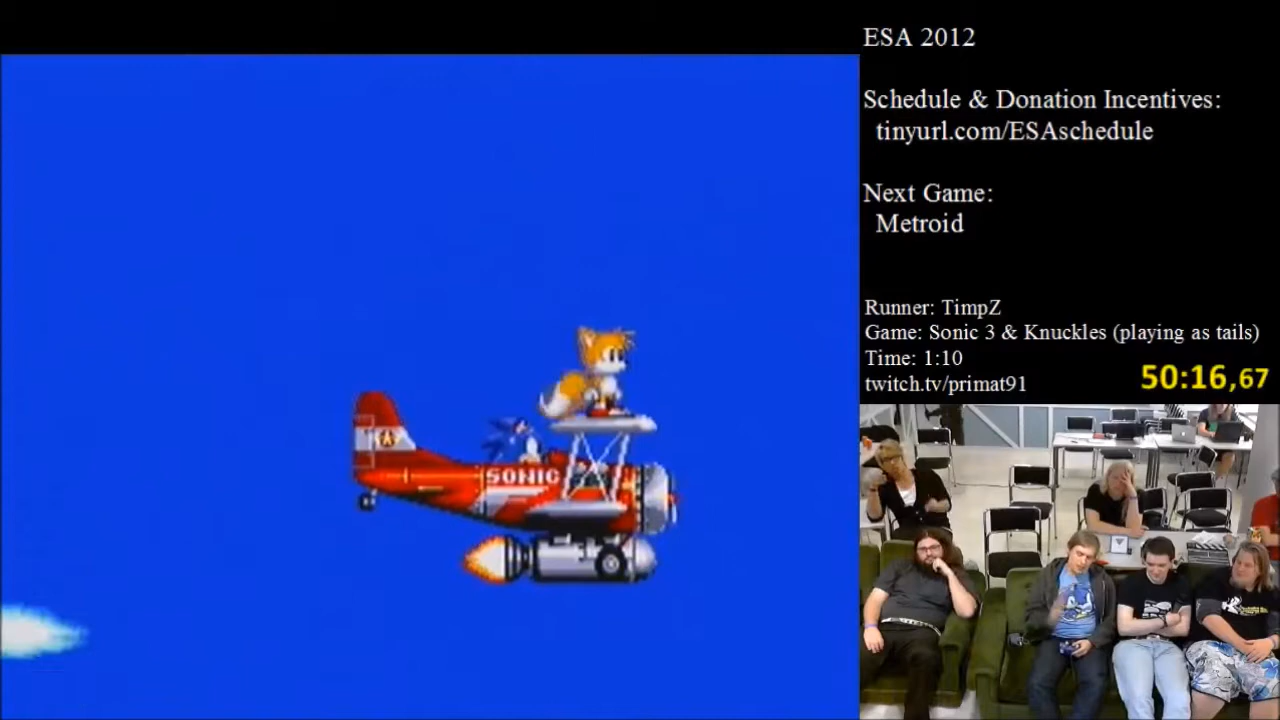 ESA 2012
Schedule & Donation Incentives:
tinyurl.com/ESAschedule
Next Game:
Metroid
Runner: TimpZ
Game: Sonic 3 & Knuckles (playing as tails)
Time: 1:10
twitch.tv/primat91
50:16,67
SONIC